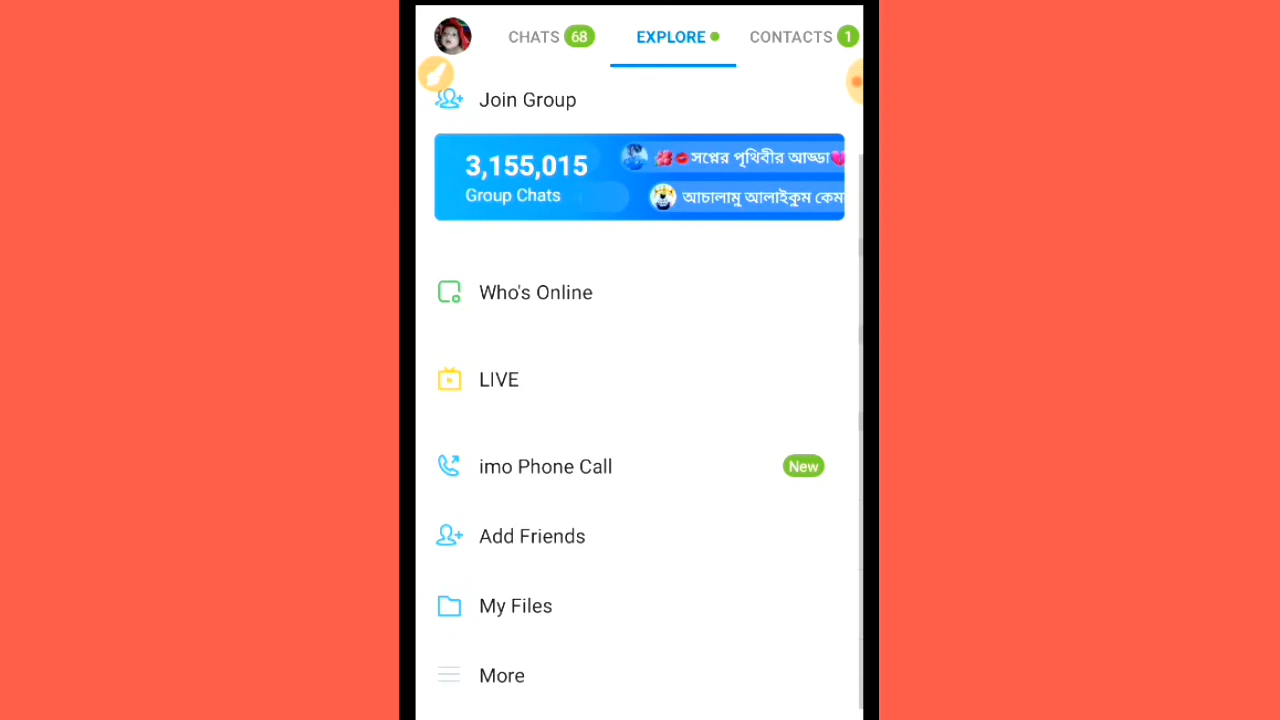 CHATS 68 EXPLORE CONTACTS 1
Join Group
3,155,015
Group Chats
🌺💋সপ্নের পৃথিবীর আড্ডা💔
আচালামু আলাইকুম কেম
Who's Online
LIVE
imo Phone Call New
Add Friends
My Files
More